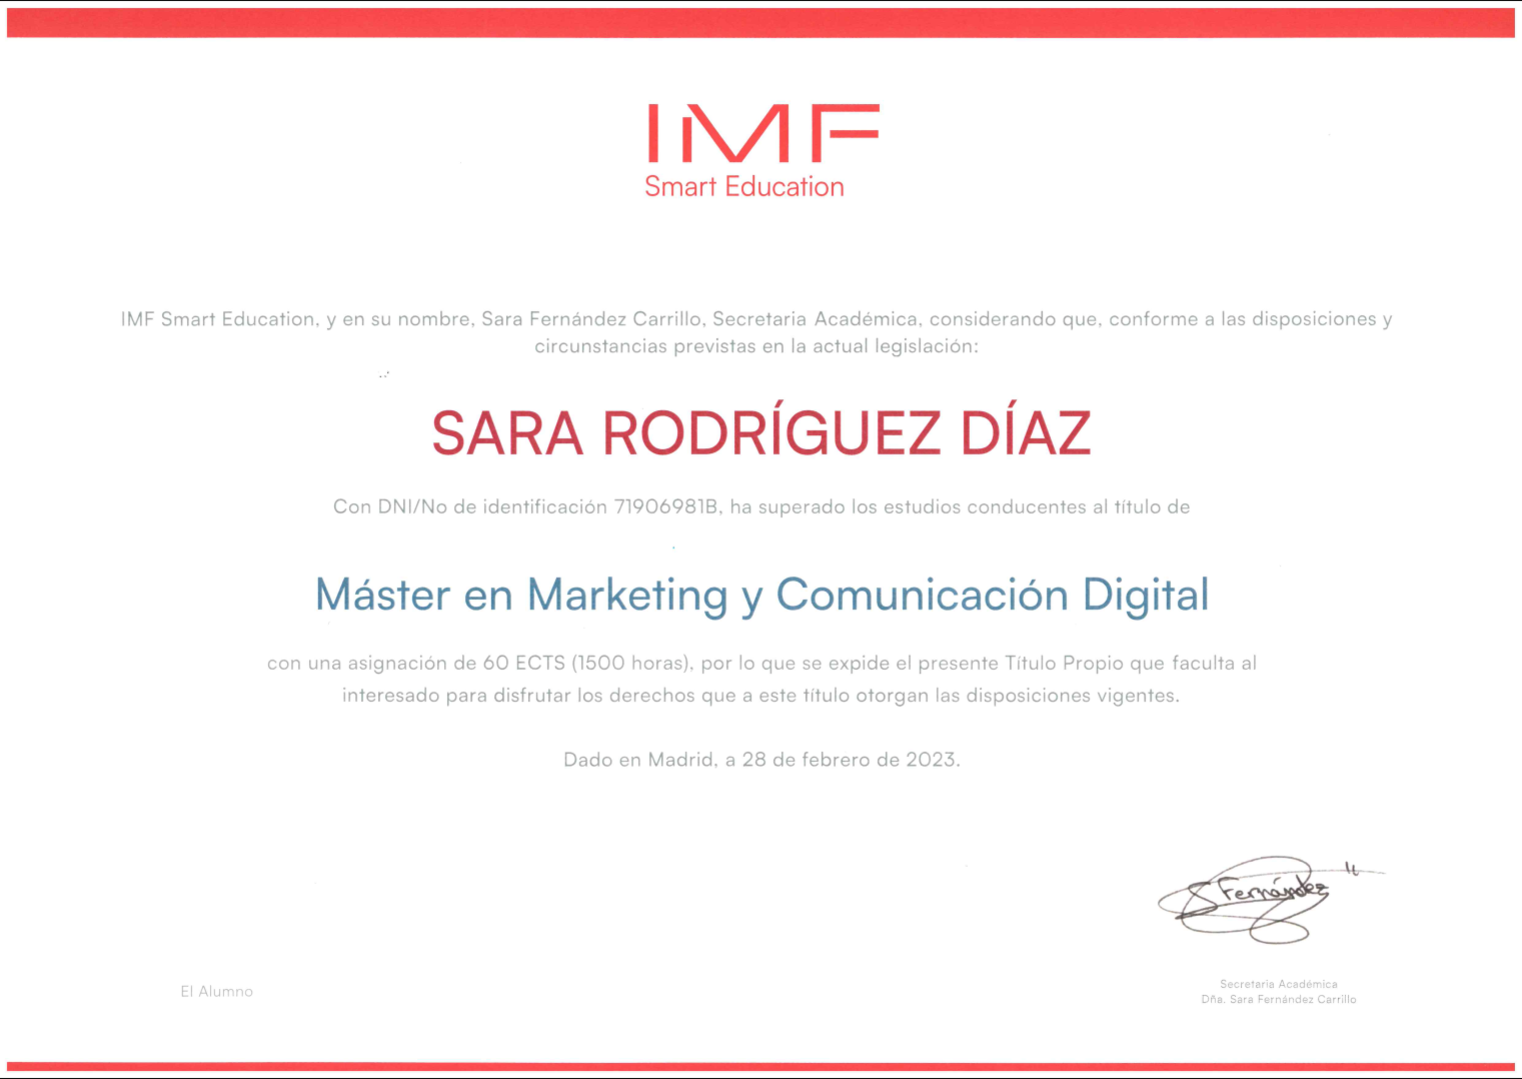 IMF
Smart Education
IMF Smart Education, y en su nombre, Sara Fernández Carrillo, Secretaria Académica, considerando que, conforme a las disposiciones y
circunstancias previstas en la actual legislación:
SARA RODRÍGUEZ DÍAZ
Con DNI/No de identificación 71906981B, ha superado los estudios conducentes al título de
Máster en Marketing y Comunicación Digital
con una asignación de 60 ECTS (1500 horas), por lo que se expide el presente Título Propio que faculta al
interesado para disfrutar los derechos que a este título otorgan las disposiciones vigentes.
Dado en Madrid, a 28 de febrero de 2023.
S Fernández
El Alumno
Secretaria Académica
Dña. Sara Fernández Carrillo